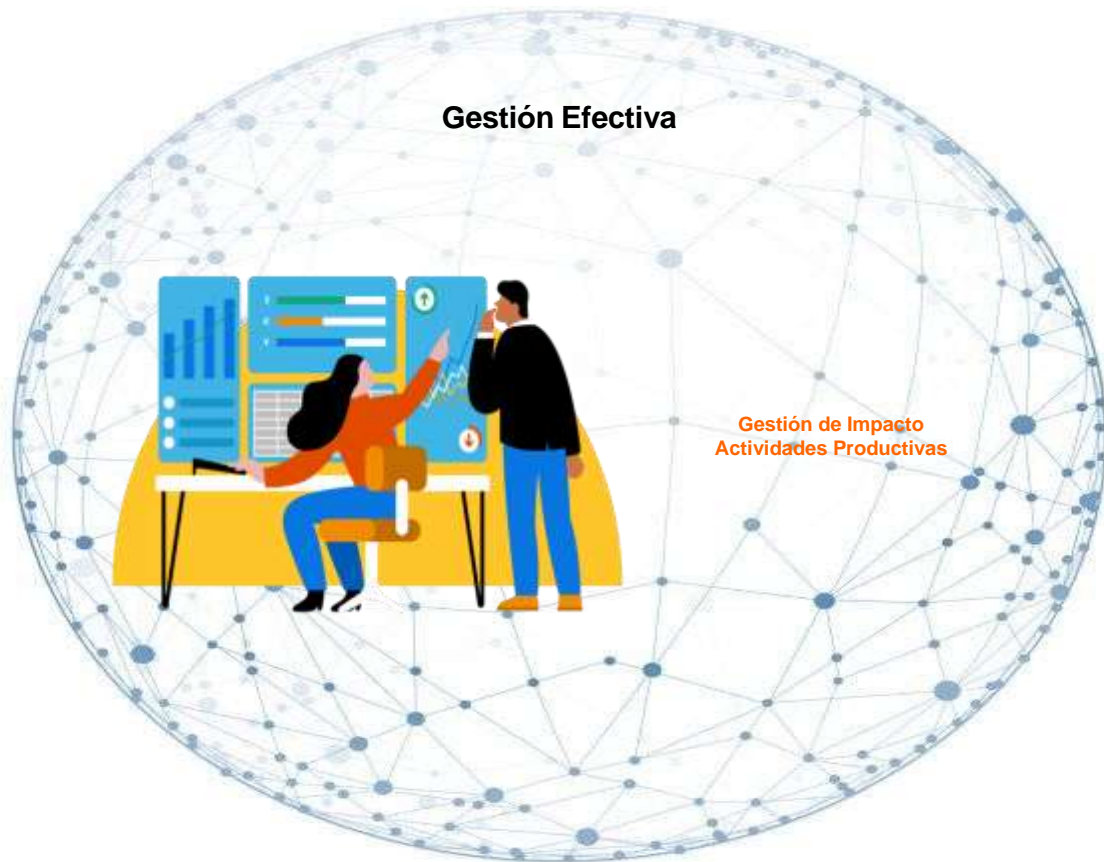 Gestión Efectiva
Gestión de Impacto
Actividades Productivas